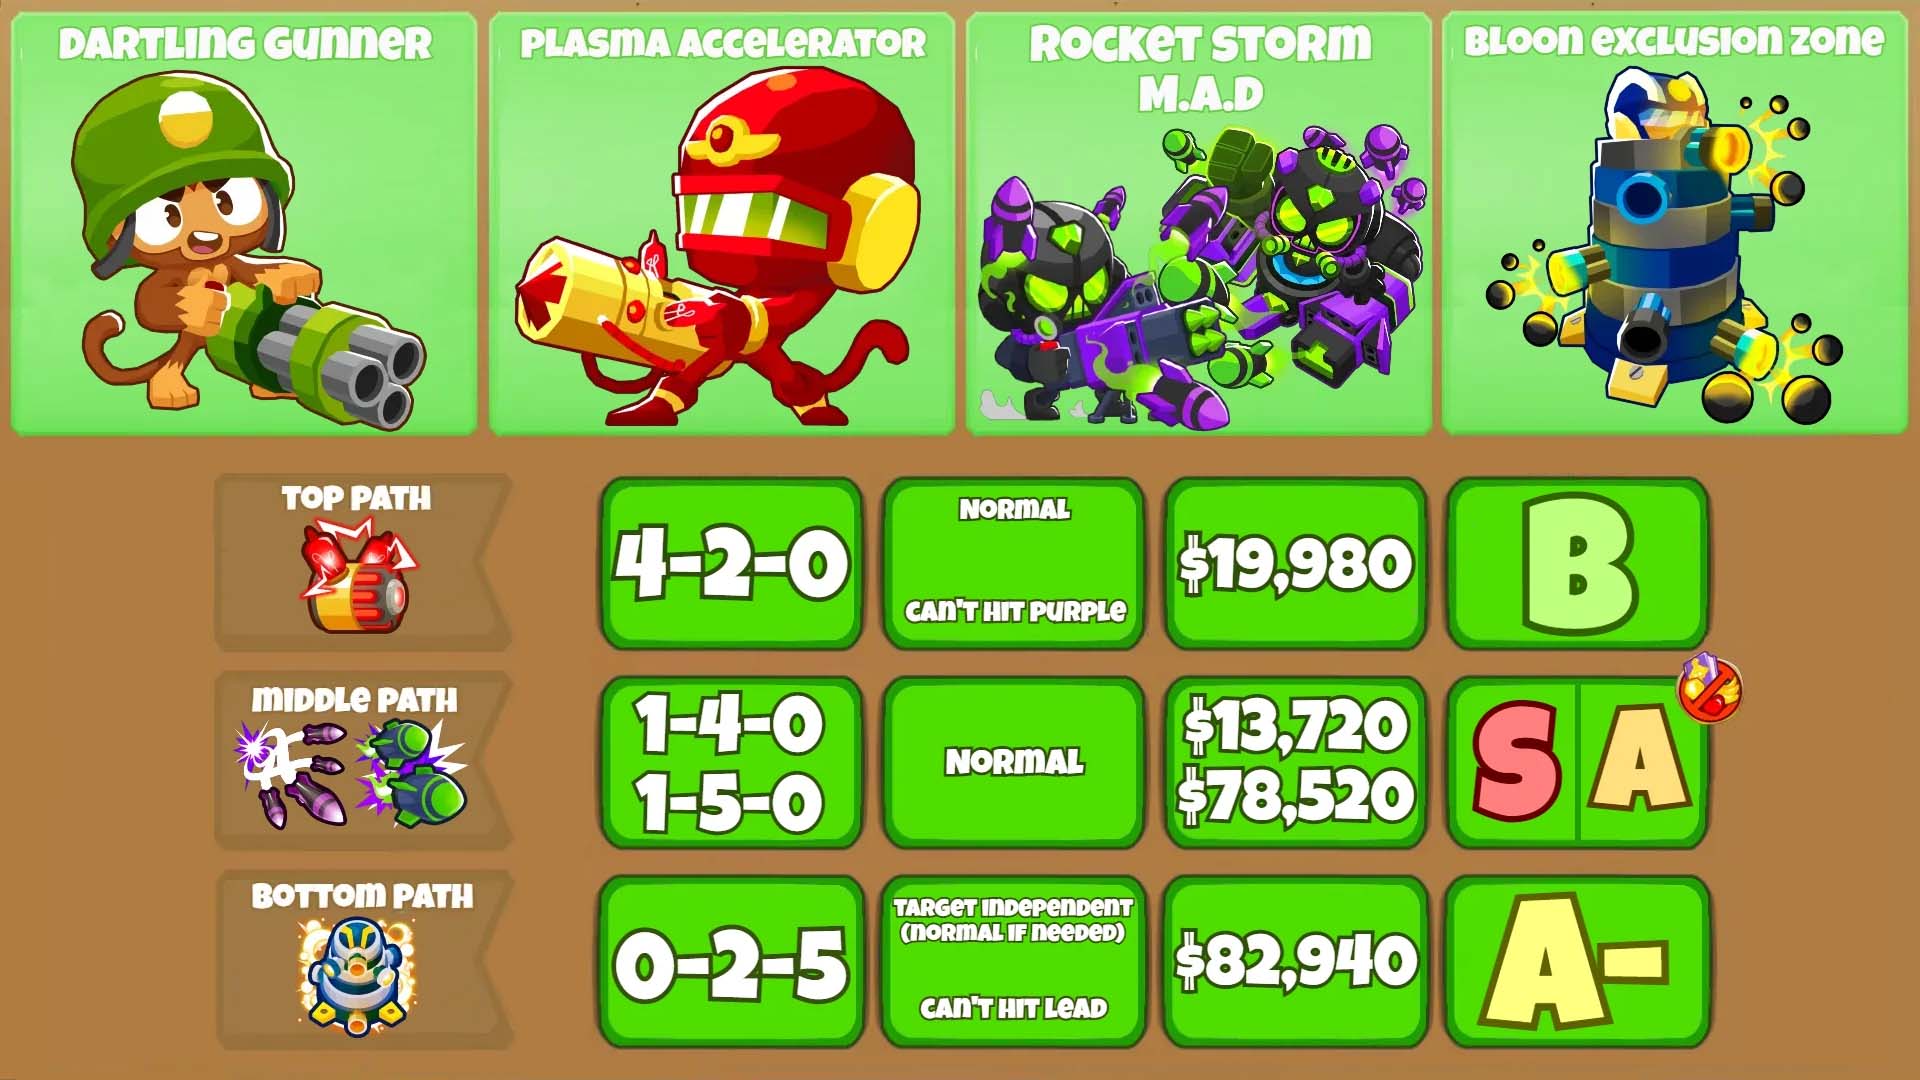 DARTLING GUNNER
PLASMA ACCELERATOR
ROCKET STORM
M.A.D
BLOON EXCLUSION ZONE
TOP PATH
4-2-0
NORMAL
CAN'T HIT PURPLE
$19,980
B
MIDDLE PATH
1-4-0
1-5-0
NORMAL
$13,720
$78,520
S
A
BOTTOM PATH
0-2-5
TARGET INDEPENDENT
(NORMAL IF NEEDED)
CAN'T HIT LEAD
$82,940
A-